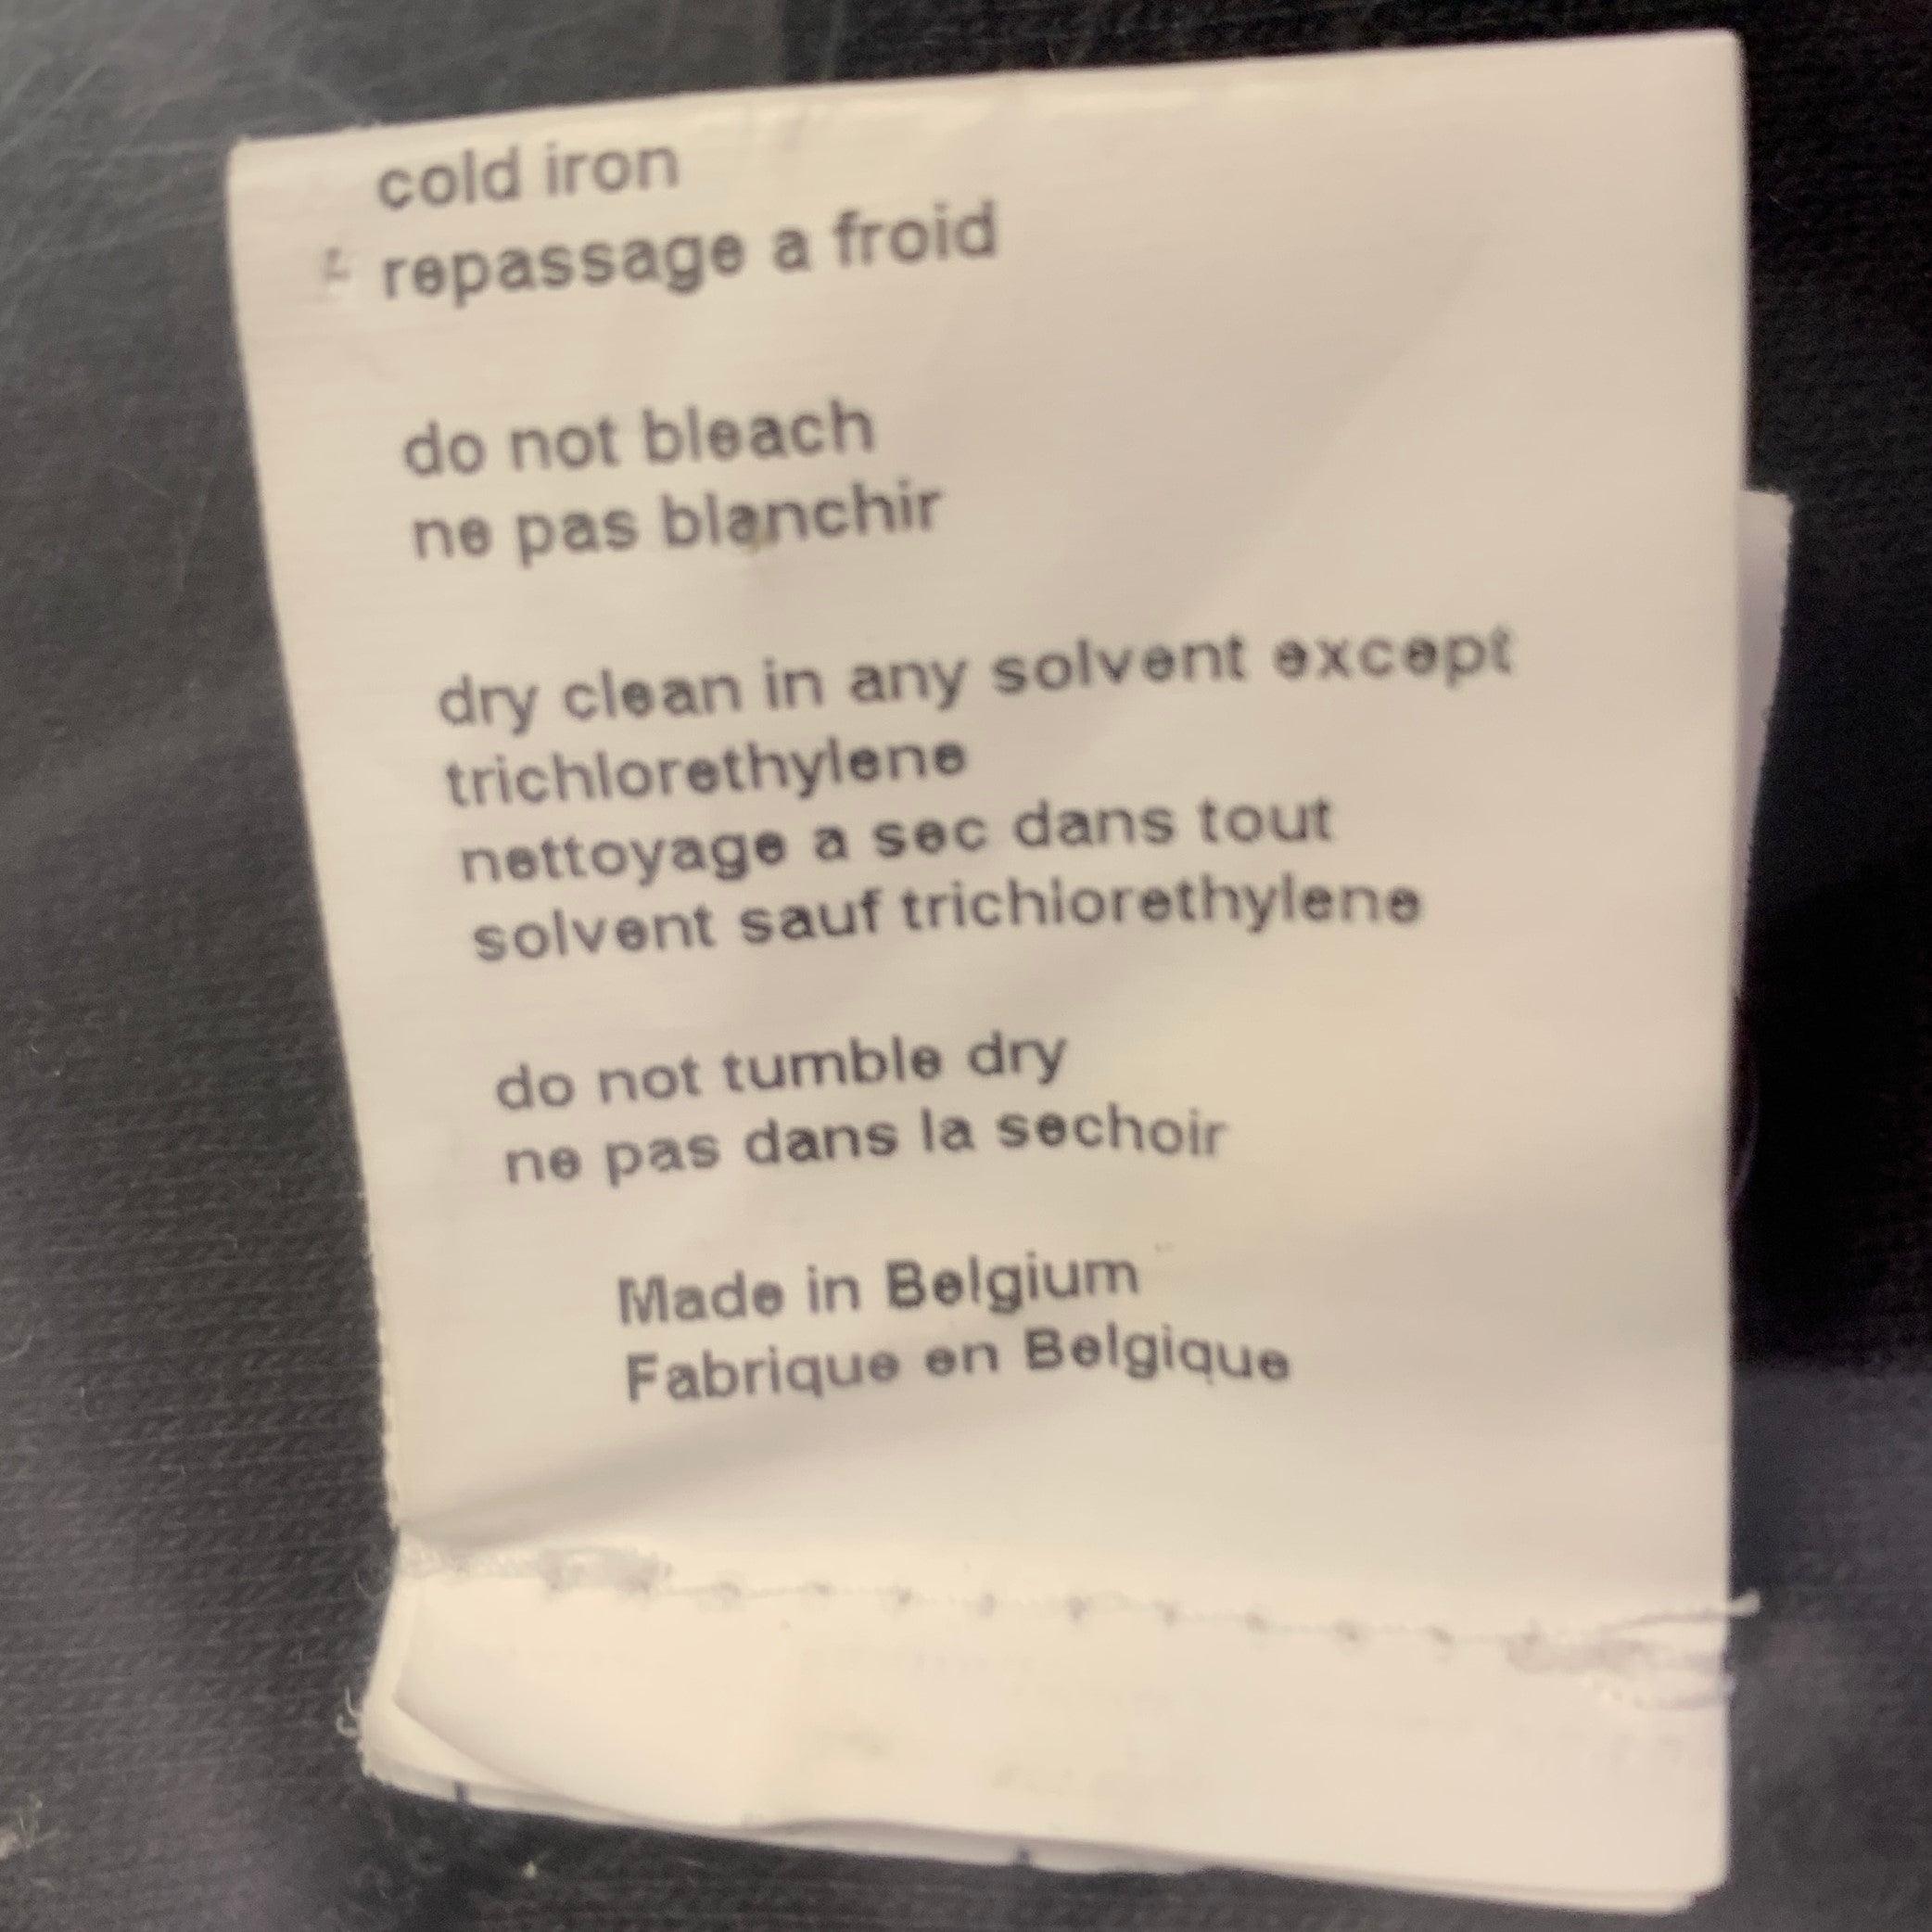 cold iron
repassage a froid
do not bleach
ne pas blanchir
dry clean in any solvent except
trichlorethylene
nettoyage a sec dans tout
solvent sauf trichlorethylene
do not tumble dry
ne pas dans la sechoir
Made in Belgium
Fabrique en Belgique